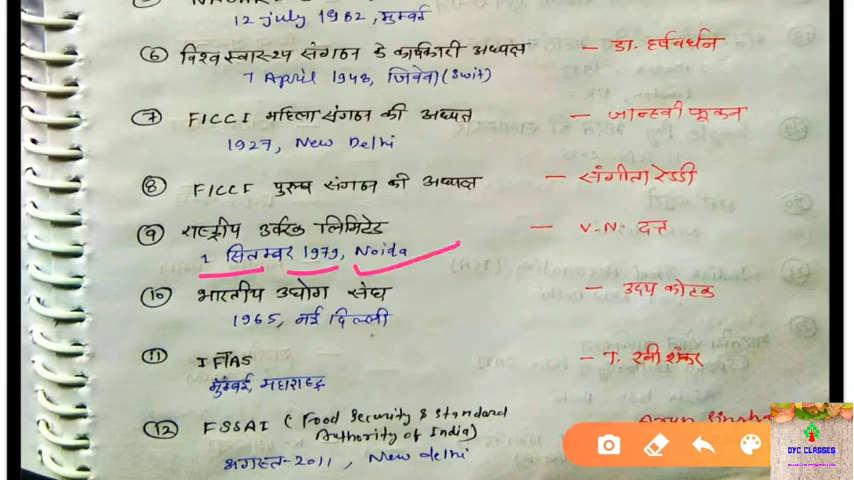 12 July 1982, मुम्बई
⑥ विश्व स्वास्थ्य संगठन के कार्यकारी अध्यक्ष – डा. हर्षवर्धन
7 April 1948, जिनेवा (Swit)
⑦ FICCI महिला संगठन की अध्यक्ष – जान्हवी फूकन
1927, New Delhi
⑧ FICCI पुरुष संगठन की अध्यक्ष – संगीता रेड्डी
⑨ राष्ट्रीय उर्वरक लिमिटेड – V.N. दत्त
1 सितम्बर 1979, Noida
⑩ भारतीय उद्योग संघ – उदय कोटक
1965, नई दिल्ली
⑪ IFTAS – T. रवी शंकर
मुंम्बई, महाराष्ट्र
⑫ FSSAI (Food Security & Standard
Authority of India)
अगस्त-2011, New delhi
DYC CLASSES